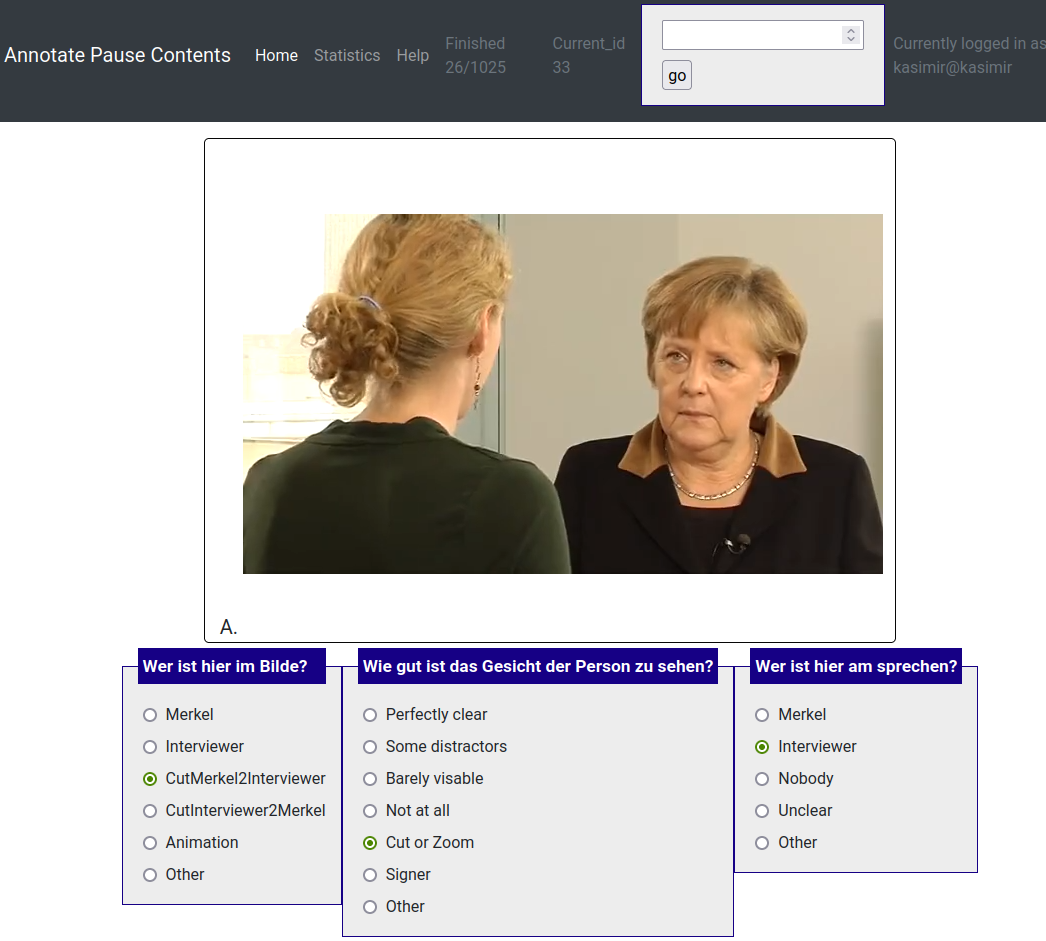 Annotate Pause Contents
Home
Statistics
Help
Finished
26/1025
Current_id
33
go
Currently logged in as
kasimir@kasimir
A.
Wer ist hier im Bilde?
Merkel
Interviewer
CutMerkel2Interviewer
CutInterviewer2Merkel
Animation
Other
Wie gut ist das Gesicht der Person zu sehen?
Perfectly clear
Some distractors
Barely visable
Not at all
Cut or Zoom
Signer
Other
Wer ist hier am sprechen?
Merkel
Interviewer
Nobody
Unclear
Other